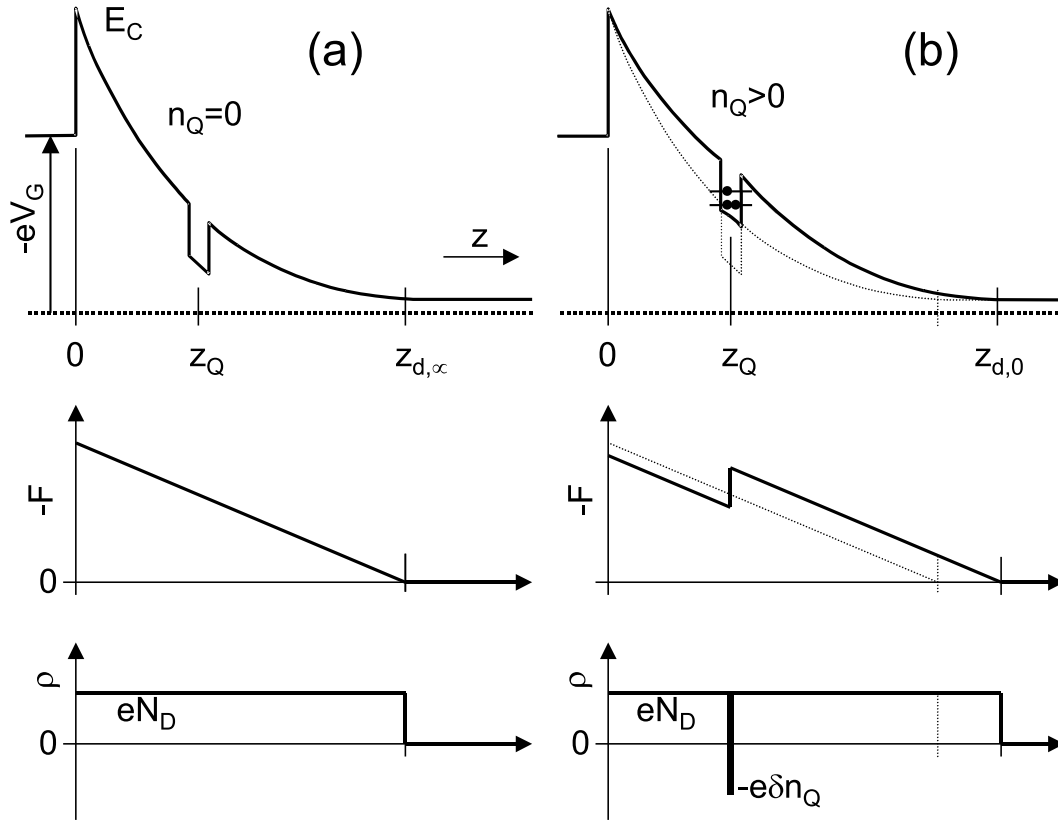 E_C
(a)
n_Q=0
-eV_G
z
0
z_Q
z_{d,∝}
-F
0
ρ
eN_D
0
(b)
n_Q>0
0
z_Q
z_{d,0}
-F
0
ρ
eN_D
0
-eδn_Q